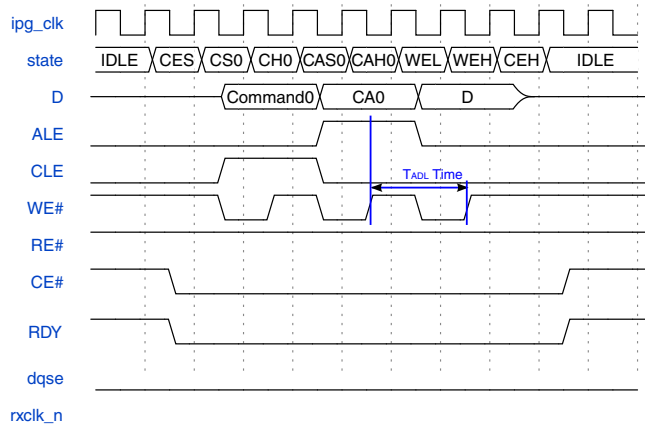 ipg_clk
state IDLE CES CS0 CH0 CAS0 CAH0 WEL WEH CEH IDLE
D Command0 CA0 D
ALE
CLE
TADL Time
WE#
RE#
CE#
RDY
dqse
rxclk_n